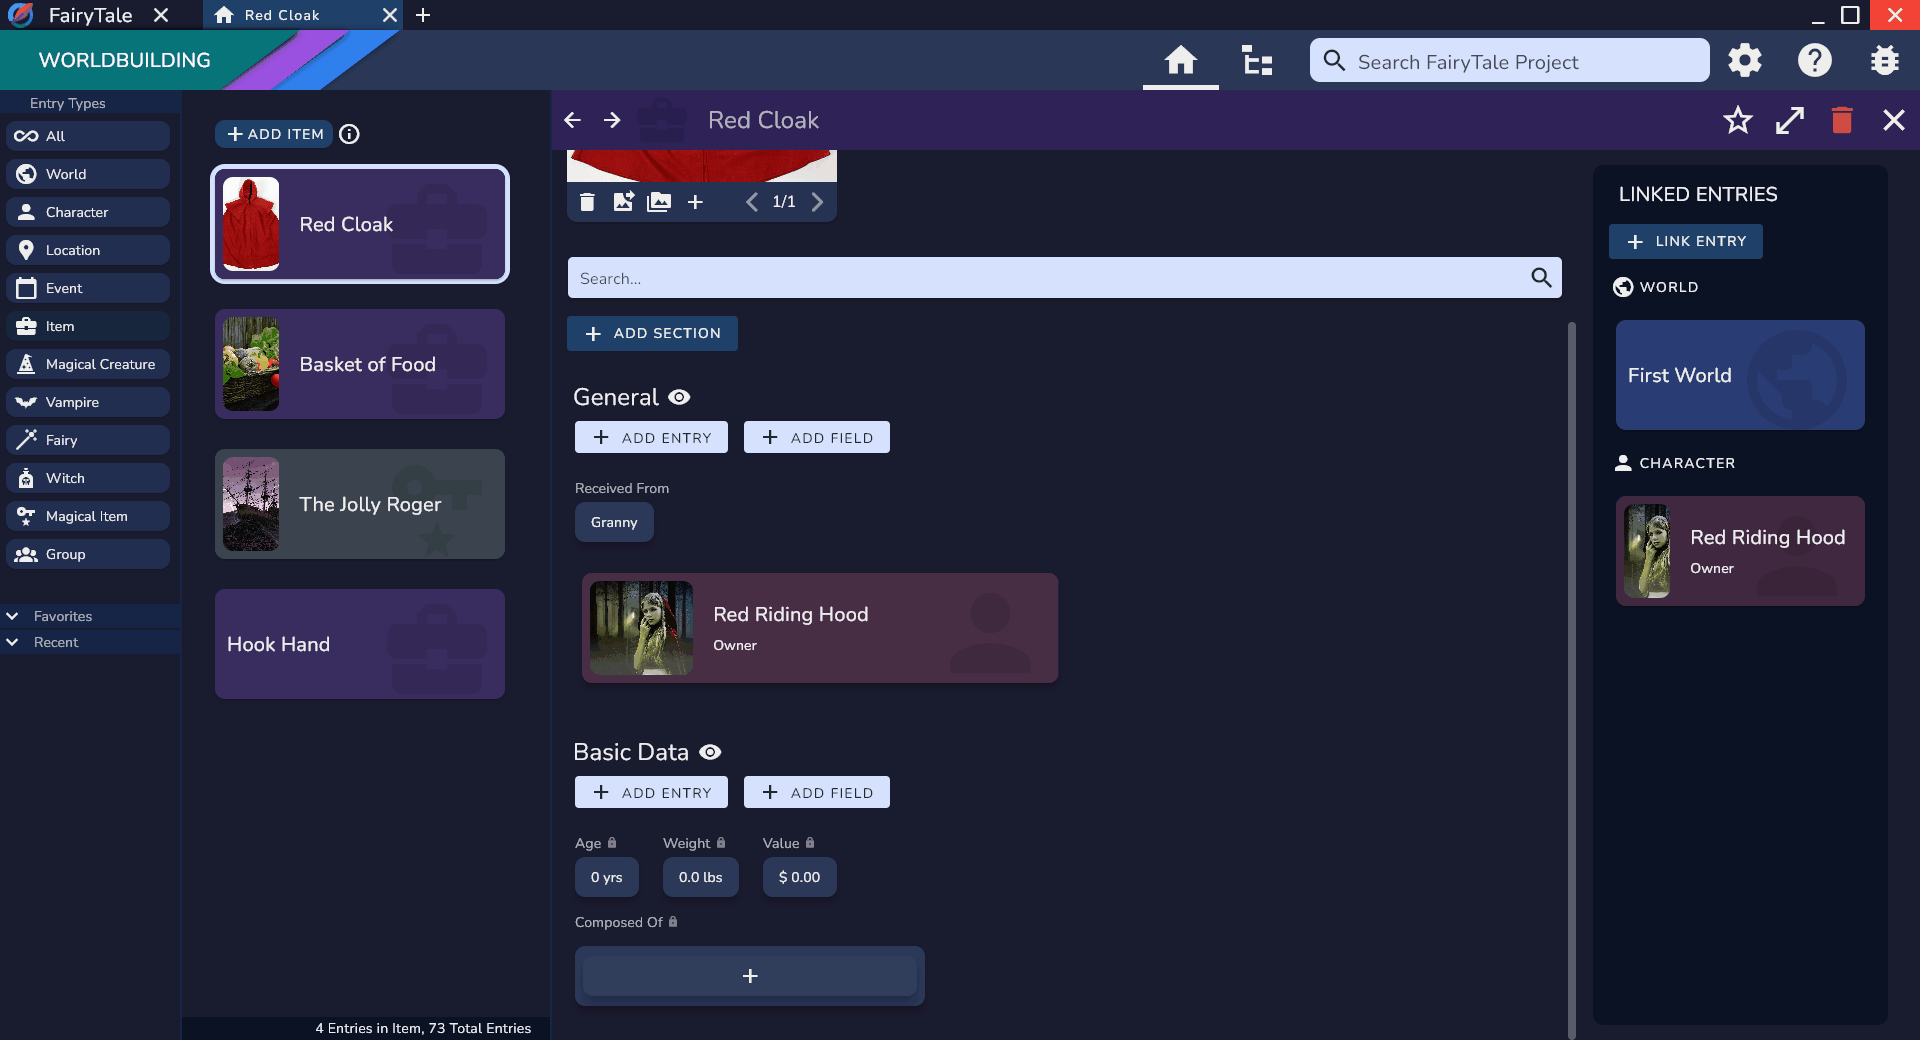 FairyTale
Red Cloak
WORLDBUILDING
Search FairyTale Project
Entry Types
All
World
Character
Location
Event
Item
Magical Creature
Vampire
Fairy
Witch
Magical Item
Group
Favorites
Recent
ADD ITEM
Red Cloak
Basket of Food
The Jolly Roger
Hook Hand
4 Entries in Item, 73 Total Entries
Red Cloak
1/1
Search...
ADD SECTION
General
ADD ENTRY
ADD FIELD
Received From
Granny
Red Riding Hood
Owner
Basic Data
ADD ENTRY
ADD FIELD
Age
Weight
Value
0 yrs
0.0 lbs
$ 0.00
Composed Of
LINKED ENTRIES
LINK ENTRY
WORLD
First World
CHARACTER
Red Riding Hood
Owner